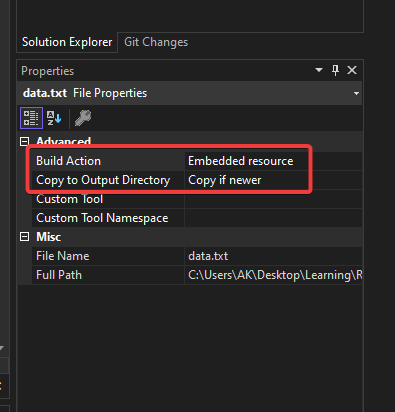 Solution Explorer Git Changes
Properties
data.txt File Properties
Advanced
Build Action Embedded resource
Copy to Output Directory Copy if newer
Custom Tool
Custom Tool Namespace
Misc
File Name data.txt
Full Path C:\Users\AK\Desktop\Learning\R